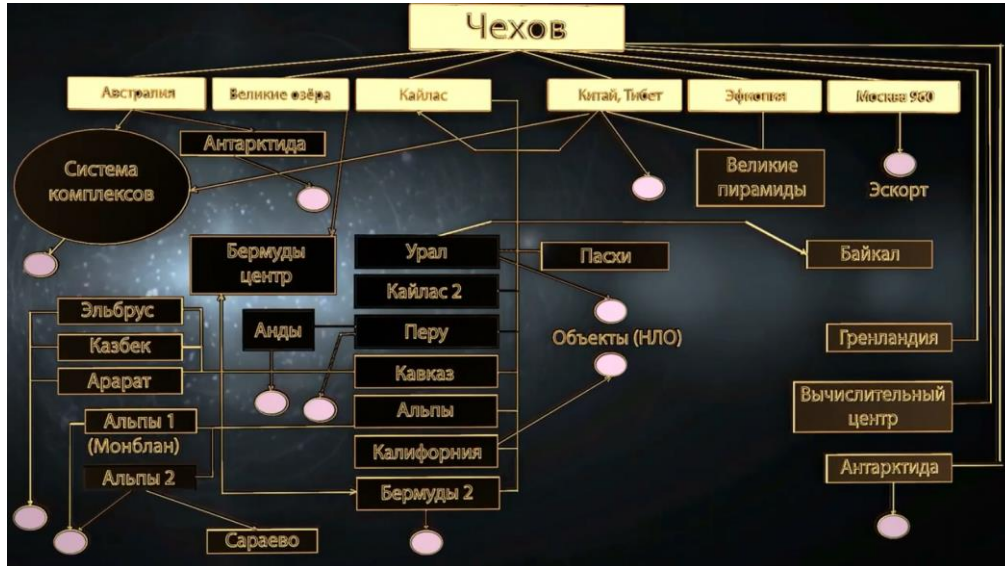 Чехов
Австралия
Великие озёра
Кайлас
Китай, Тибет
Эфиопия
Москва 960
Антарктида
Система
комплексов
Великие
пирамиды
Эскорт
Бермуды
центр
Урал
Пасхи
Байкал
Кайлас 2
Эльбрус
Анды
Перу
Объекты (НЛО)
Гренландия
Казбек
Арарат
Кавказ
Вычислительный
центр
Альпы 1
(Монблан)
Альпы
Калифорния
Альпы 2
Бермуды 2
Антарктида
Сараево